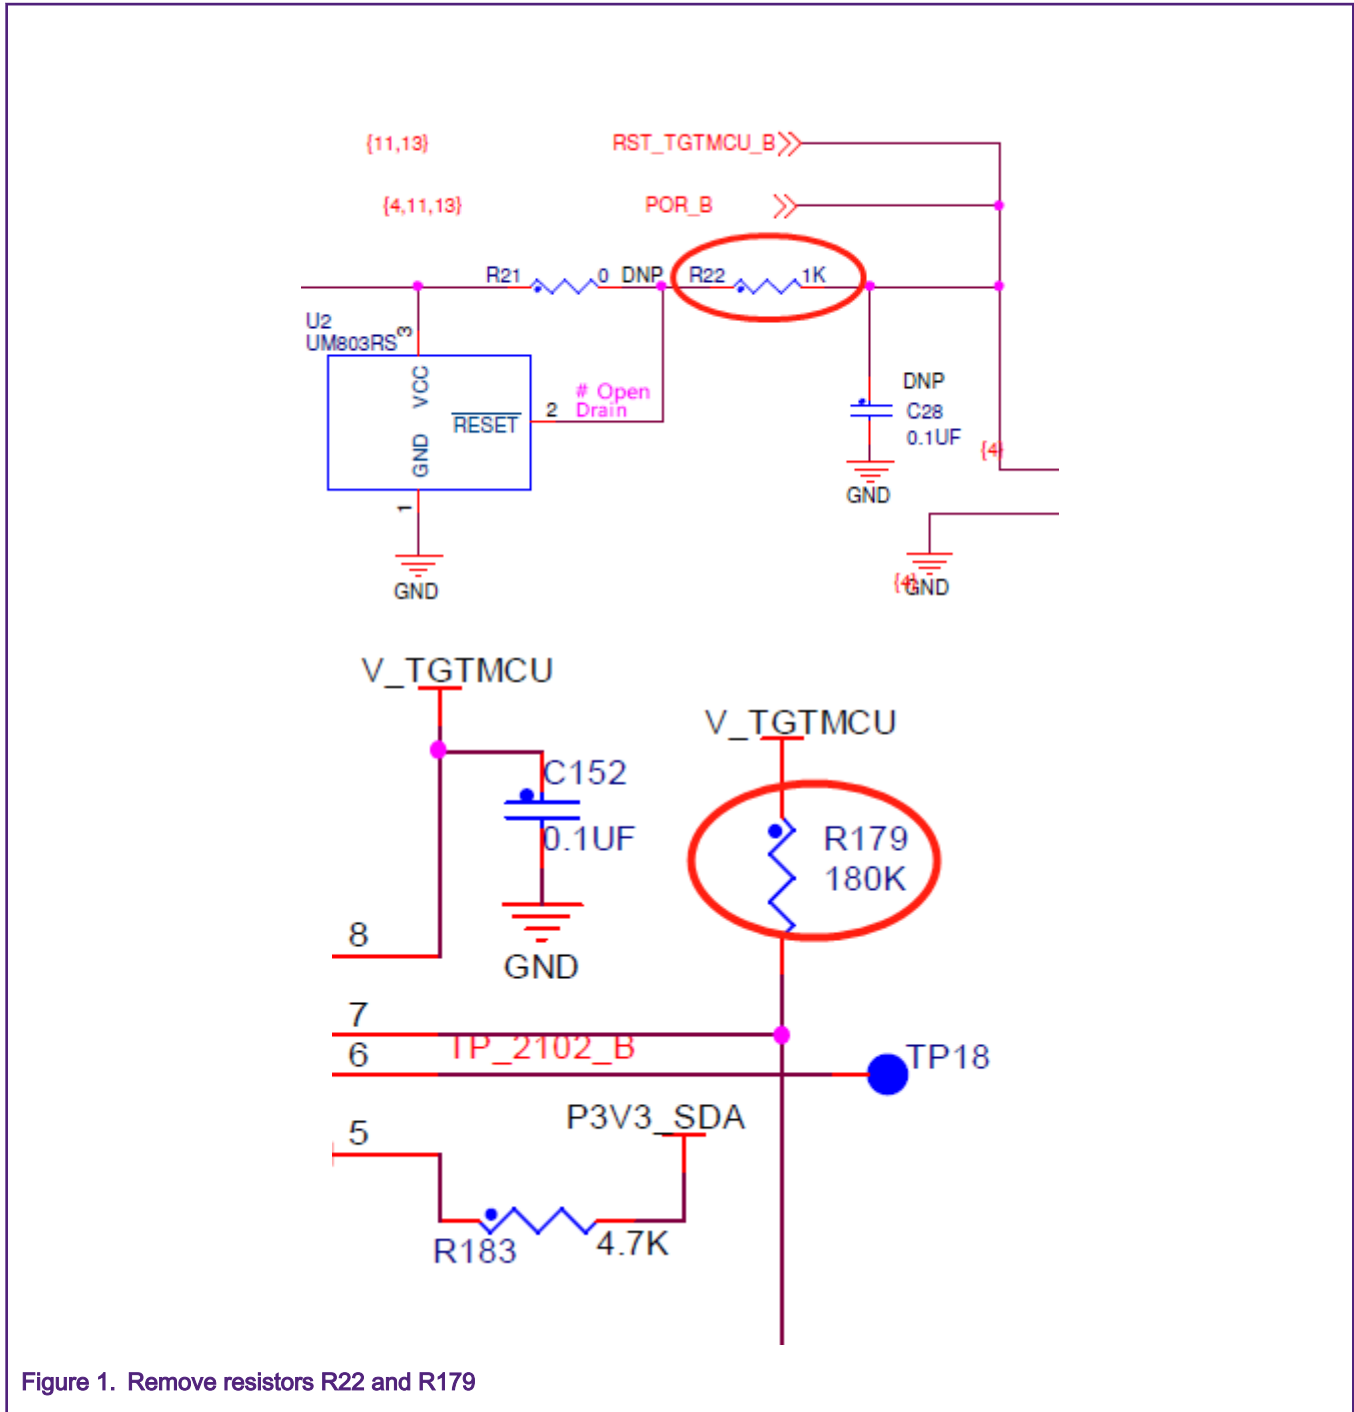 {11,13} RST_TGTMCU_B
{4,11,13} POR_B
R21 0 DNP R22 1K
U2
UM803RS
3
VCC
# Open
Drain
2
RESET
GND
1
GND
DNP
C28
0.1UF
{4}
GND
{4}
GND
V_TGTMCU
V_TGTMCU
C152
0.1UF
R179
180K
GND
8
7
TP_2102_B
6
TP18
5
P3V3_SDA
R183 4.7K
Figure 1. Remove resistors R22 and R179